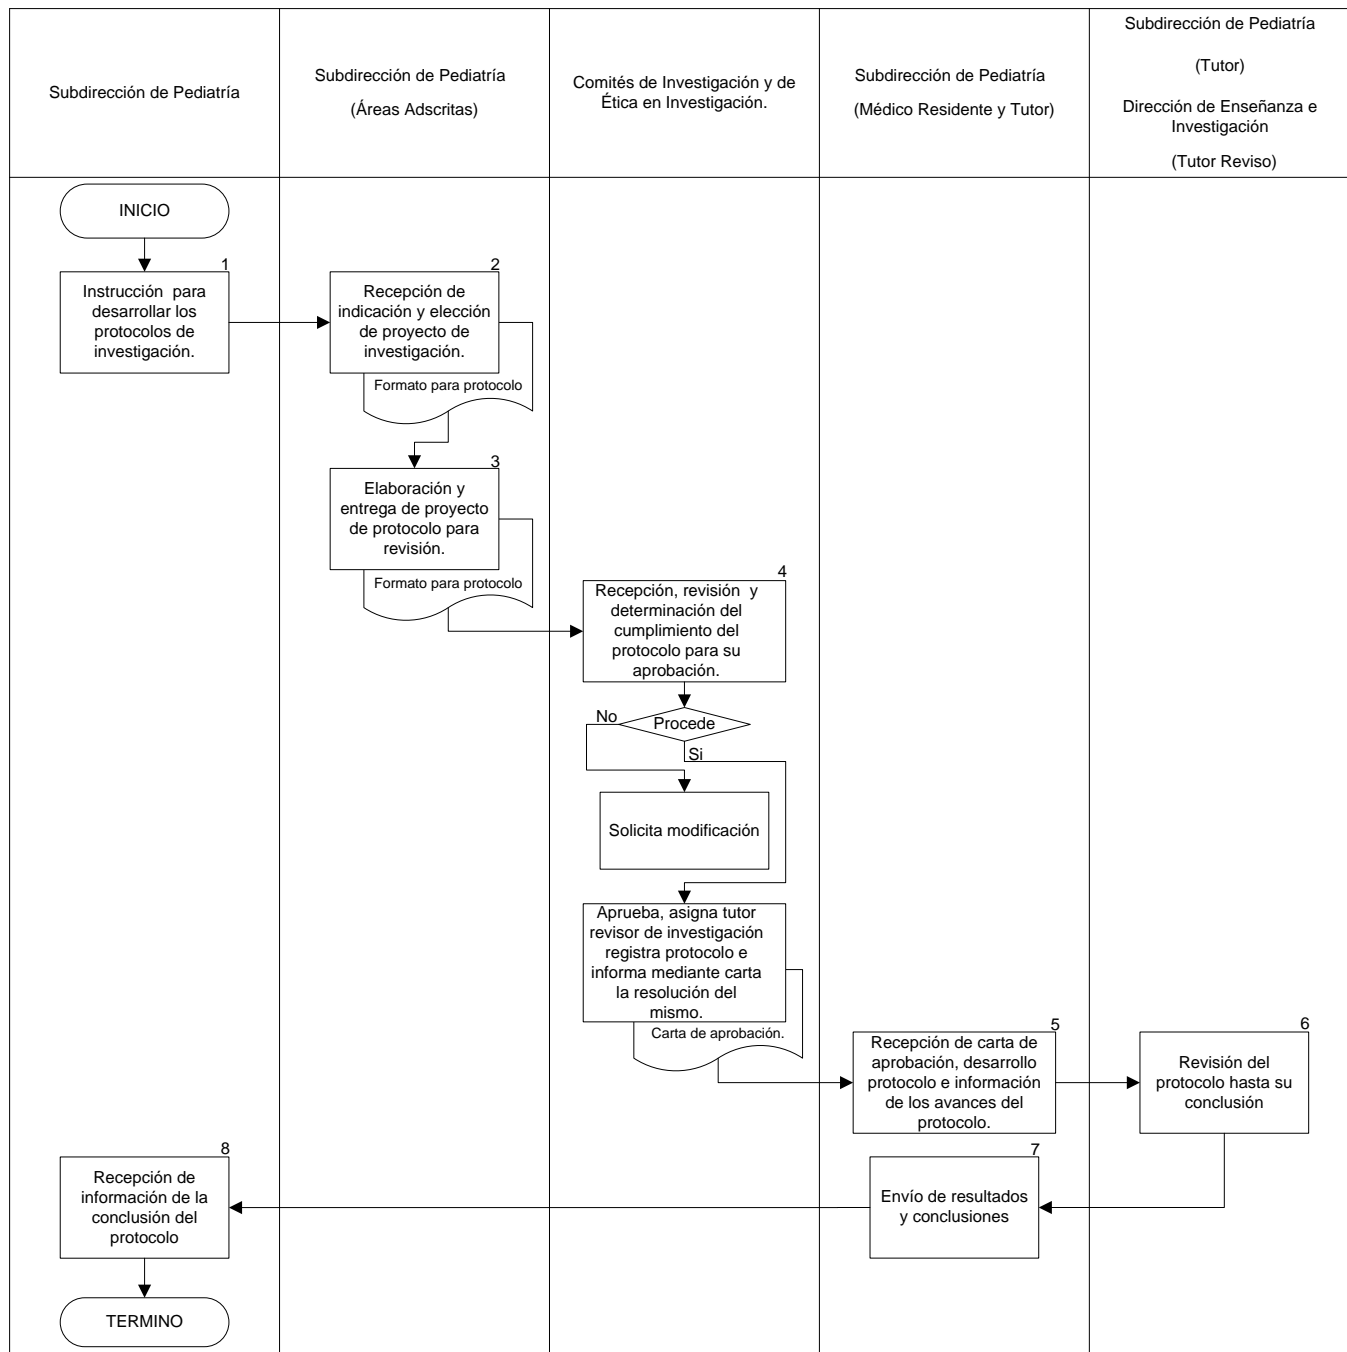 Subdirección de Pediatría
Subdirección de Pediatría
(Áreas Adscritas)
Comités de Investigación y de
Ética en Investigación.
Subdirección de Pediatría
(Médico Residente y Tutor)
Subdirección de Pediatría
(Tutor)
Dirección de Enseñanza e
Investigación
(Tutor Reviso)
INICIO
1
Instrucción para
desarrollar los
protocolos de
investigación.
2
Recepción de
indicación y elección
de proyecto de
investigación.
Formato para protocolo
3
Elaboración y
entrega de proyecto
de protocolo para
revisión.
Formato para protocolo
4
Recepción, revisión y
determinación del
cumplimiento del
protocolo para su
aprobación.
No
Procede
Si
Solicita modificación
Aprueba, asigna tutor
revisor de investigación
registra protocolo e
informa mediante carta
la resolución del
mismo.
Carta de aprobación.
5
Recepción de carta de
aprobación, desarrollo
protocolo e información
de los avances del
protocolo.
6
Revisión del
protocolo hasta su
conclusión
7
Envío de resultados
y conclusiones
8
Recepción de
información de la
conclusión del
protocolo
TERMINO